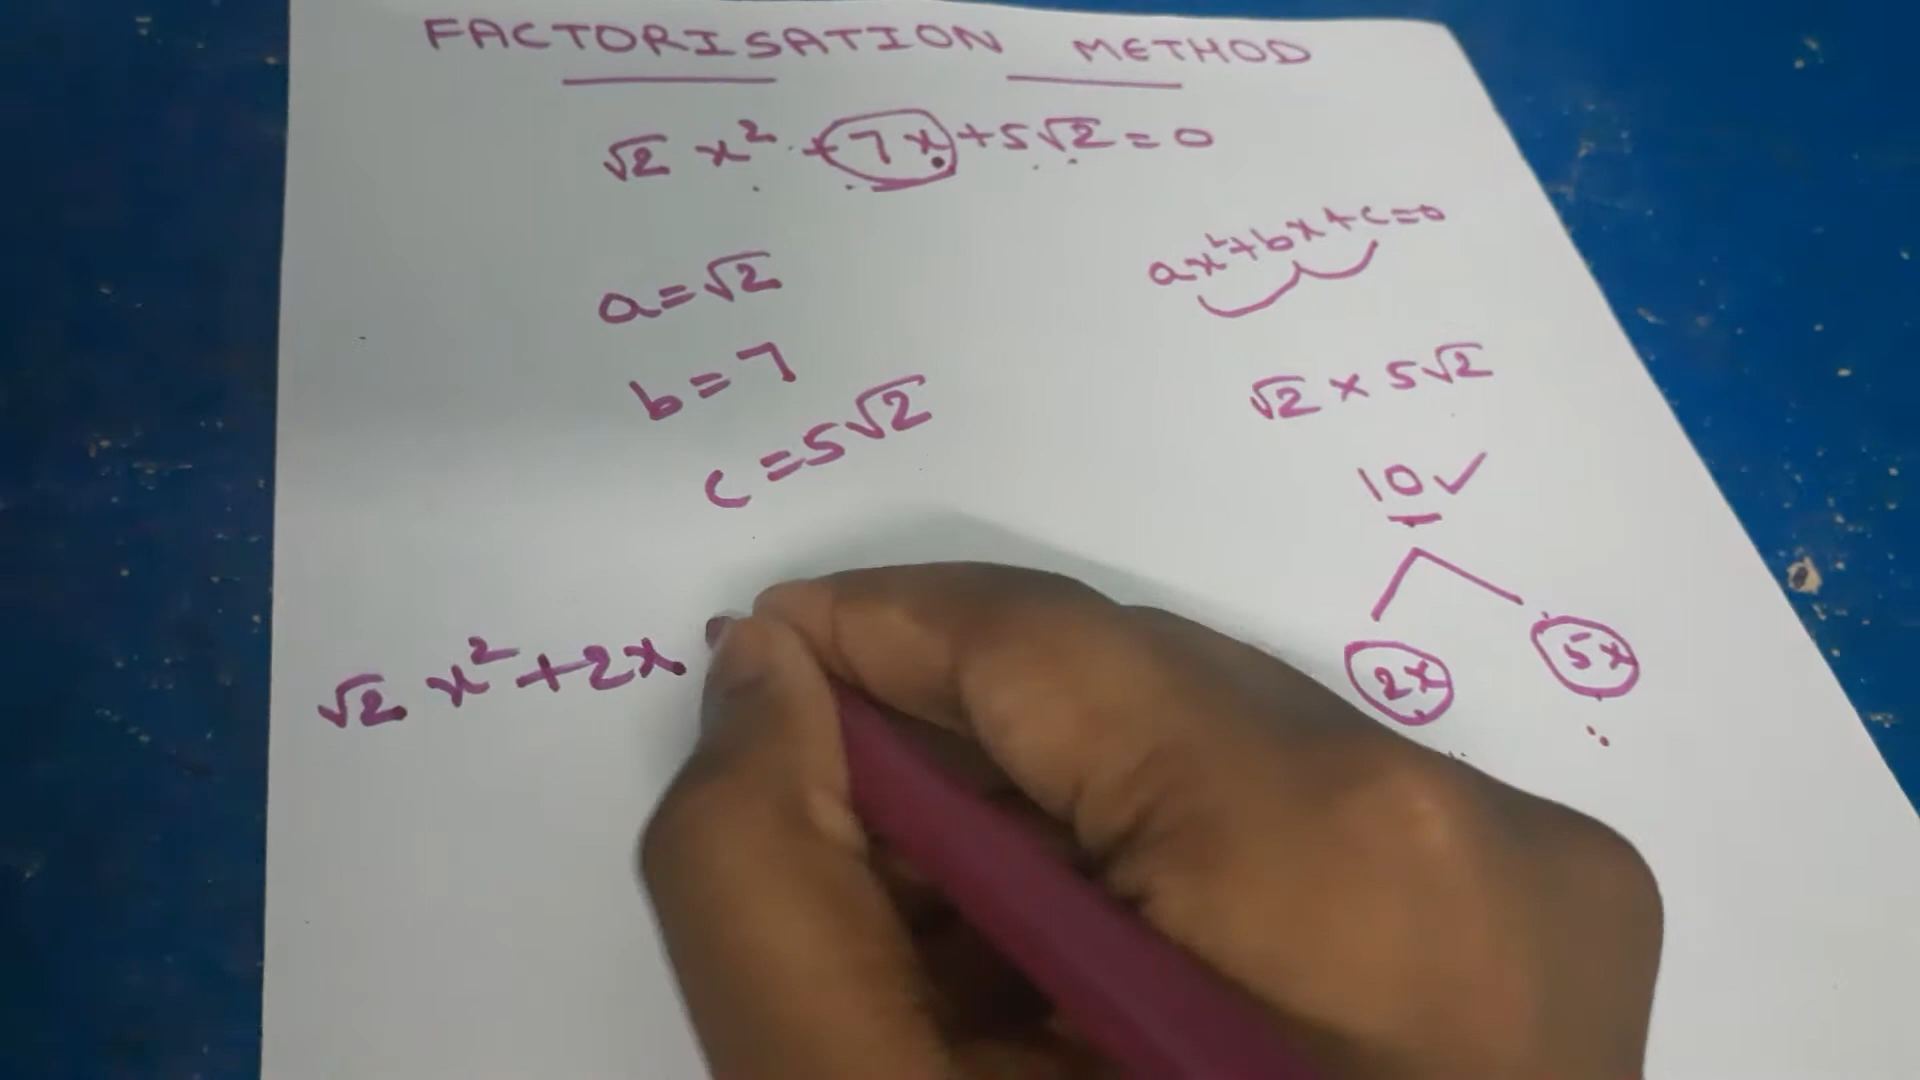 FACTORISATION METHOD
√2 x² + 7x + 5√2 = 0
ax² + bx + c = 0
a = √2
b = 7
c = 5√2
√2 × 5√2
10 ✓
2x 5x
√2 x² + 2x